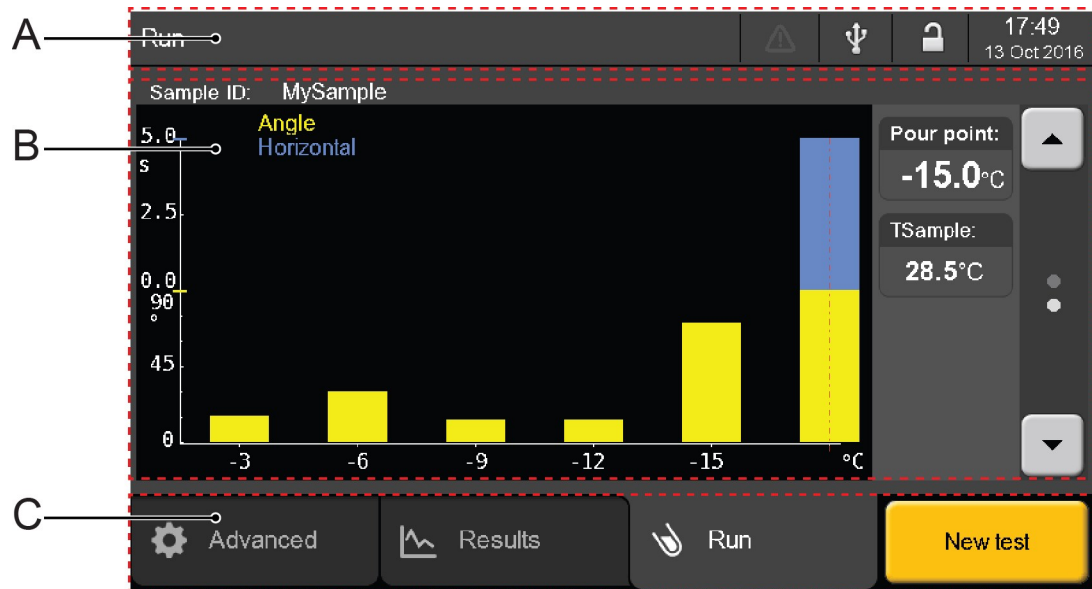 A
Run
17:49
13 Oct 2016
Sample ID: MySample
B
Angle
Horizontal
5.0
s
2.5
0.0
90
°
45
0
-3 -6 -9 -12 -15 °C
Pour point:
-15.0°C
TSample:
28.5°C
C
Advanced
Results
Run
New test